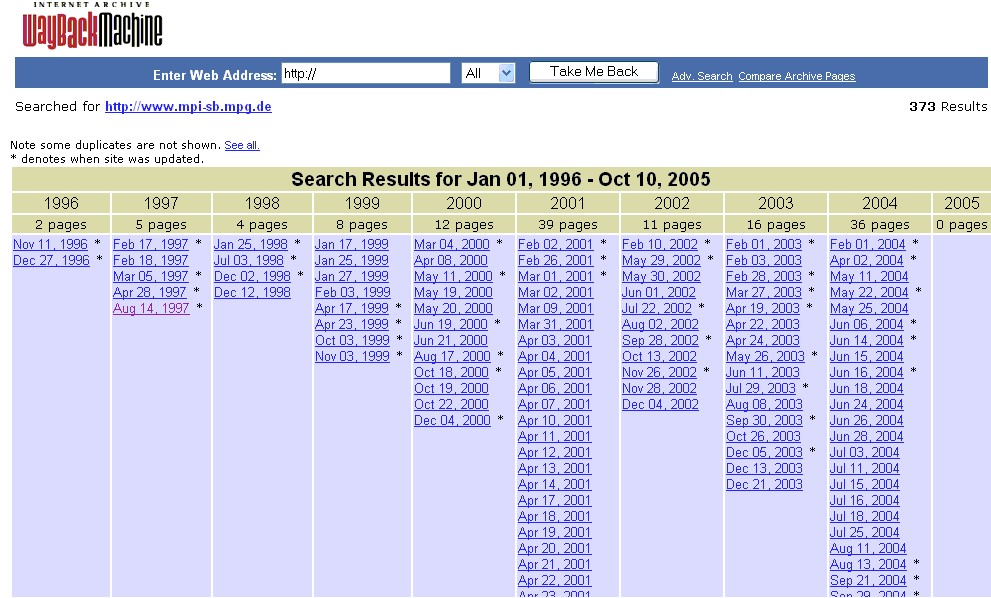 INTERNET ARCHIVE
WayBackMachine
Enter Web Address: http:// All Take Me Back Adv. Search Compare Archive Pages
Searched for http://www.mpi-sb.mpg.de 373 Results
Note some duplicates are not shown. See all.
* denotes when site was updated.
Search Results for Jan 01, 1996 - Oct 10, 2005
1996 1997 1998 1999 2000 2001 2002 2003 2004 2005
2 pages 5 pages 4 pages 8 pages 12 pages 39 pages 11 pages 16 pages 36 pages 0 pages
Nov 11, 1996 * Feb 17, 1997 * Jan 25, 1998 * Jan 17, 1999 Mar 04, 2000 * Feb 02, 2001 * Feb 10, 2002 * Feb 01, 2003 * Feb 01, 2004 *
Dec 27, 1996 * Feb 18, 1997 Jul 03, 1998 * Jan 25, 1999 Apr 08, 2000 Feb 26, 2001 * May 29, 2002 * Feb 03, 2003 Apr 02, 2004 *
Mar 05, 1997 * Dec 02, 1998 * Jan 27, 1999 May 11, 2000 * Mar 01, 2001 * May 30, 2002 Feb 28, 2003 * May 11, 2004
Apr 28, 1997 * Dec 12, 1998 Feb 03, 1999 May 19, 2000 Mar 02, 2001 Jun 01, 2002 Mar 27, 2003 * May 22, 2004 *
Aug 14, 1997 * Apr 17, 1999 * May 20, 2000 Mar 09, 2001 Jul 22, 2002 * Apr 19, 2003 * May 25, 2004
Apr 23, 1999 * Jun 19, 2000 * Mar 31, 2001 Aug 02, 2002 Apr 22, 2003 Jun 06, 2004 *
Oct 03, 1999 * Jun 21, 2000 Apr 03, 2001 Sep 28, 2002 * Apr 24, 2003 Jun 14, 2004 *
Nov 03, 1999 * Aug 17, 2000 * Apr 04, 2001 Oct 13, 2002 May 26, 2003 * Jun 15, 2004
Oct 18, 2000 * Apr 05, 2001 Nov 26, 2002 * Jun 11, 2003 Jun 16, 2004 *
Oct 19, 2000 Apr 06, 2001 Nov 28, 2002 Jul 29, 2003 * Jun 18, 2004
Oct 22, 2000 Apr 07, 2001 Dec 04, 2002 Aug 08, 2003 Jun 24, 2004
Dec 04, 2000 * Apr 10, 2001 Sep 30, 2003 * Jun 26, 2004
Apr 11, 2001 Oct 26, 2003 Jun 28, 2004
Apr 12, 2001 Dec 05, 2003 * Jul 03, 2004
Apr 13, 2001 Dec 13, 2003 Jul 11, 2004
Apr 14, 2001 Dec 21, 2003 Jul 15, 2004
Apr 17, 2001 Jul 16, 2004
Apr 18, 2001 Jul 18, 2004
Apr 19, 2001 Jul 25, 2004
Apr 20, 2001 Aug 11, 2004
Apr 21, 2001 Aug 13, 2004 *
Apr 22, 2001 Sep 21, 2004 *
Apr 23, 2001 Sep 29, 2004 *